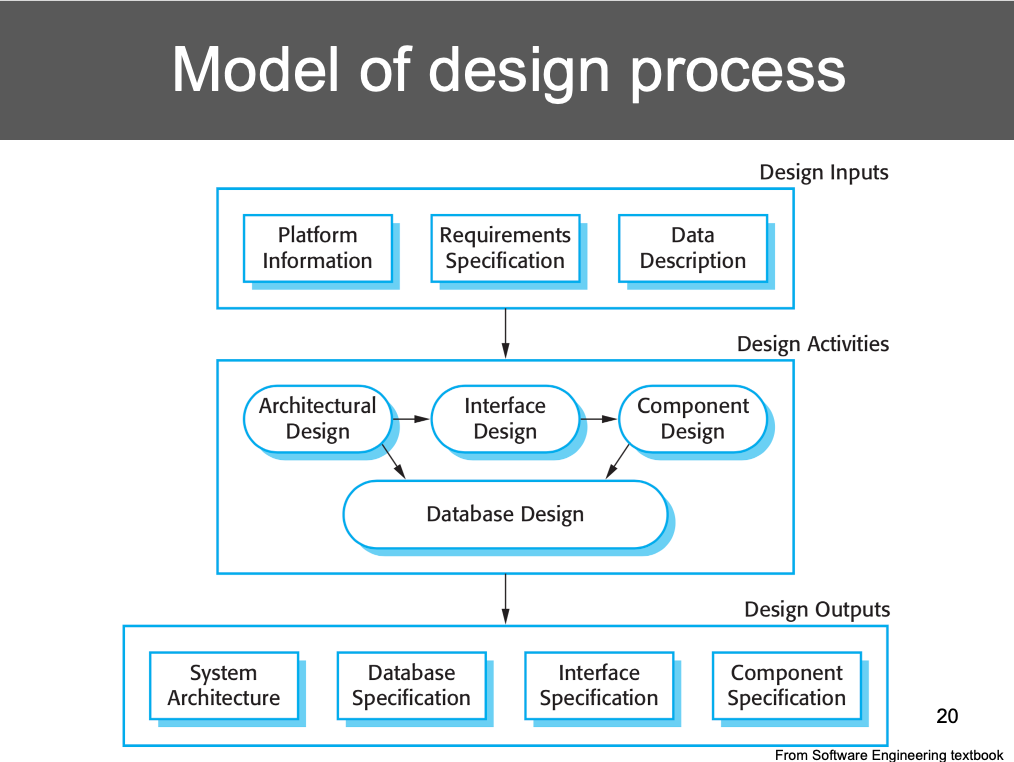 Model of design process
Design Inputs
Platform
Information
Requirements
Specification
Data
Description
Design Activities
Architectural
Design
Interface
Design
Component
Design
Database Design
Design Outputs
System
Architecture
Database
Specification
Interface
Specification
Component
Specification
20
From Software Engineering textbook